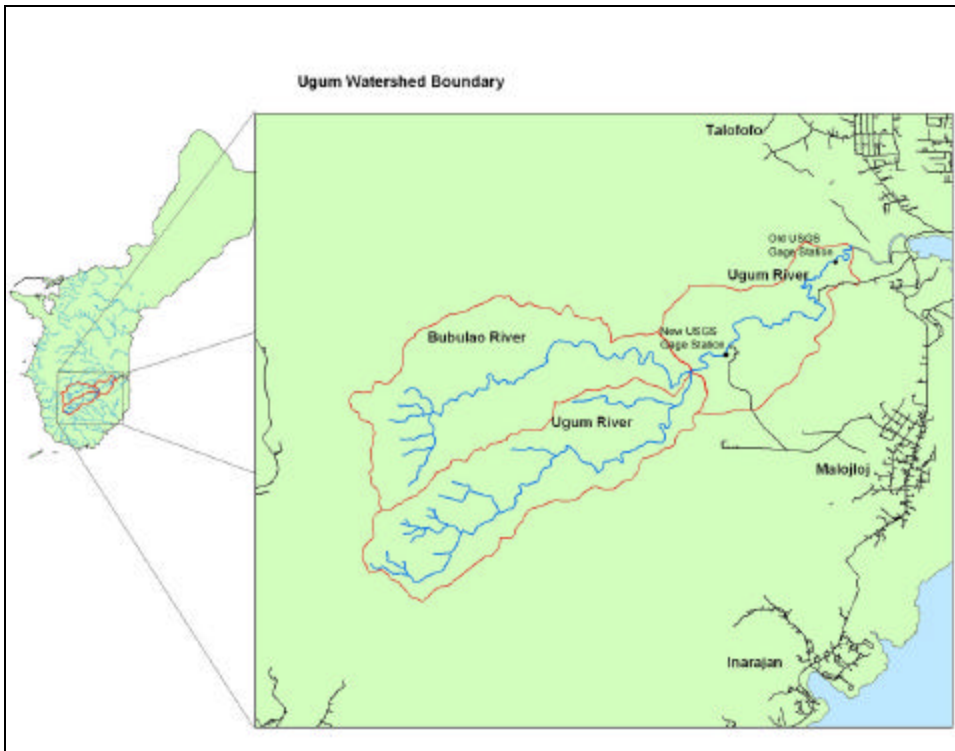 Ugum Watershed Boundary
Talofofo
Old USGS
Gage Station
Ugum River
New USGS
Gage Station
Bubulao River
Ugum River
Malojloj
Inarajan